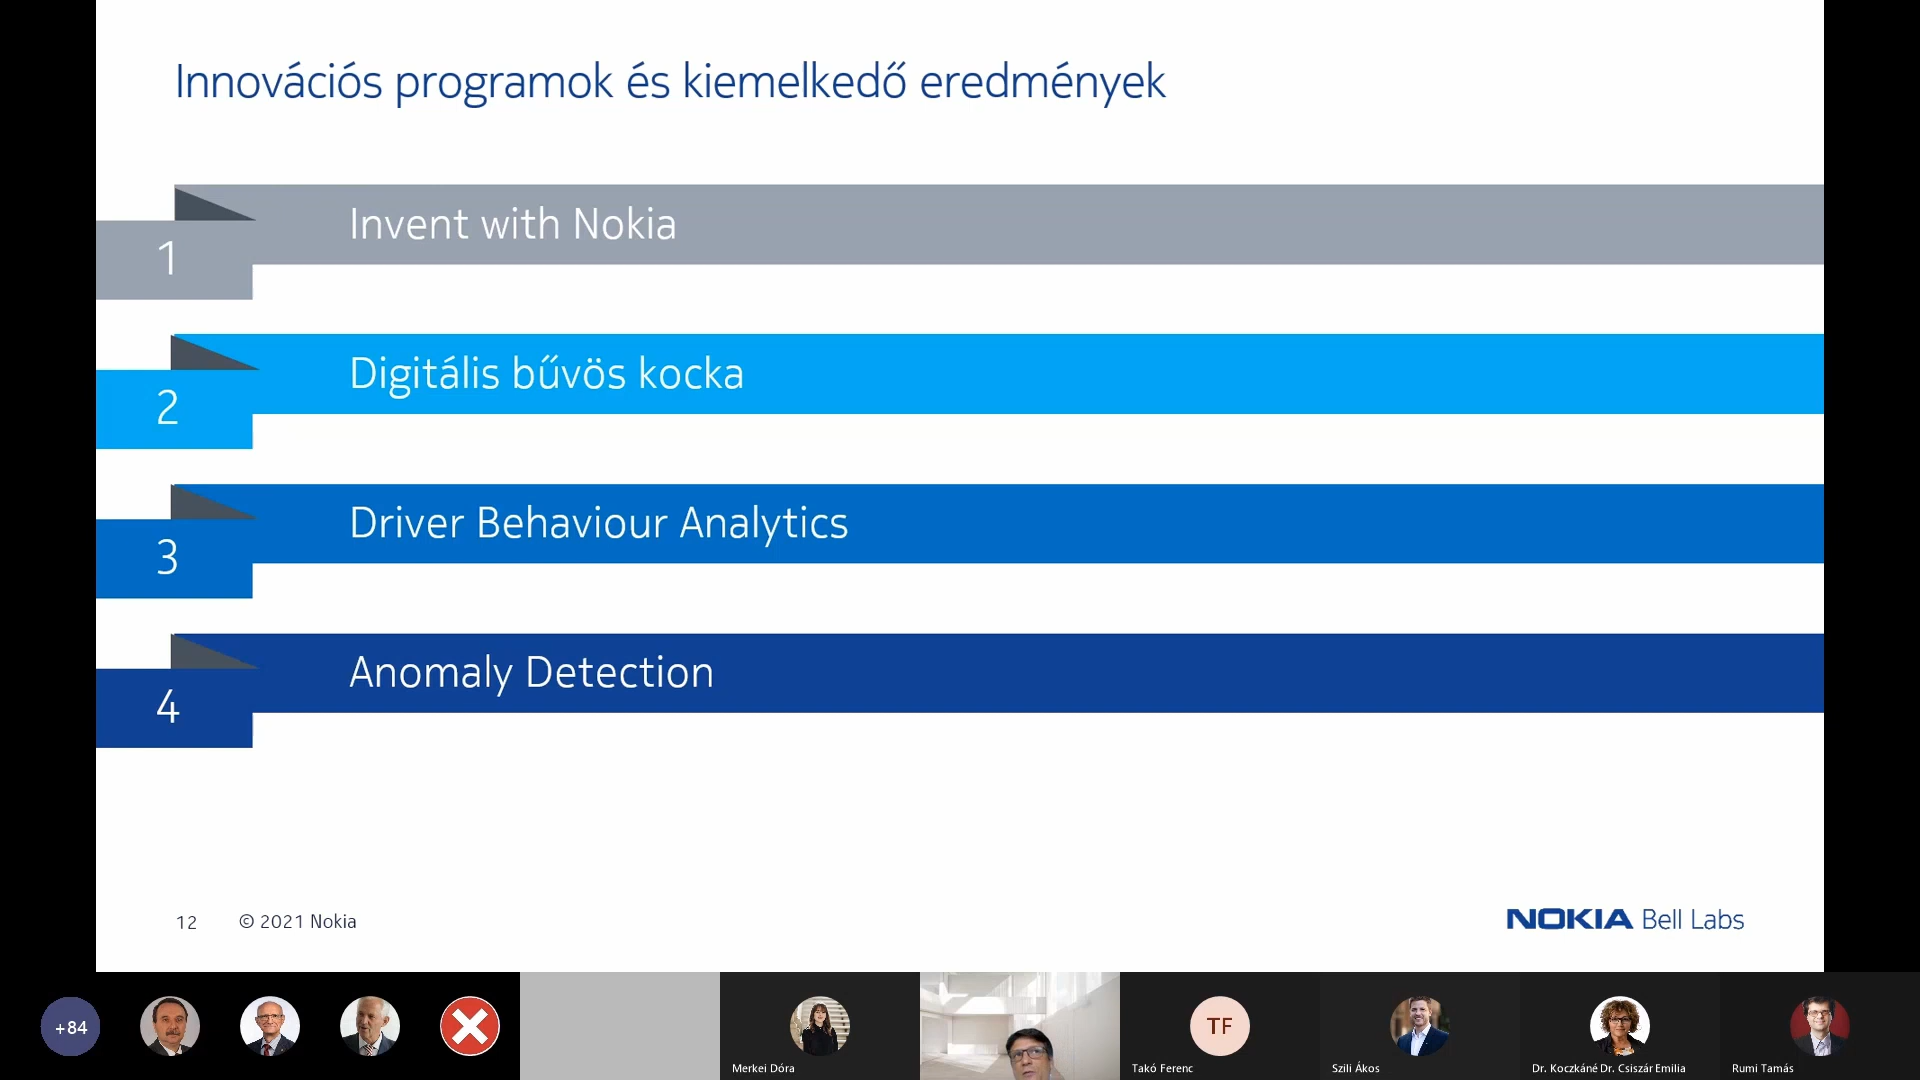 Innovációs programok és kiemelkedő eredmények
1
Invent with Nokia
2
Digitális bűvös kocka
3
Driver Behaviour Analytics
4
Anomaly Detection
12
© 2021 Nokia
NOKIA Bell Labs
+84
Merkei Dóra
TF
Takó Ferenc
Szili Ákos
Dr. Koczkáné Dr. Csiszár Emilia
Rumi Tamás